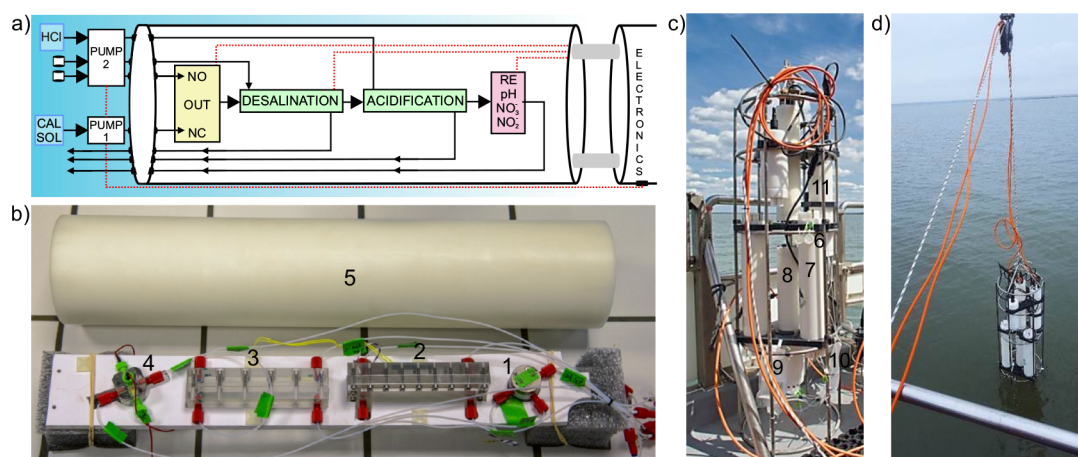 a)
HCl
PUMP
2
CAL
SOL
PUMP
1
NO
OUT
NC
DESALINATION
ACIDIFICATION
RE
pH
NO₃⁻
NO₂⁻
ELECTRONICS
b)
5
4
3
2
1
c)
11
6
8
7
9
10
d)